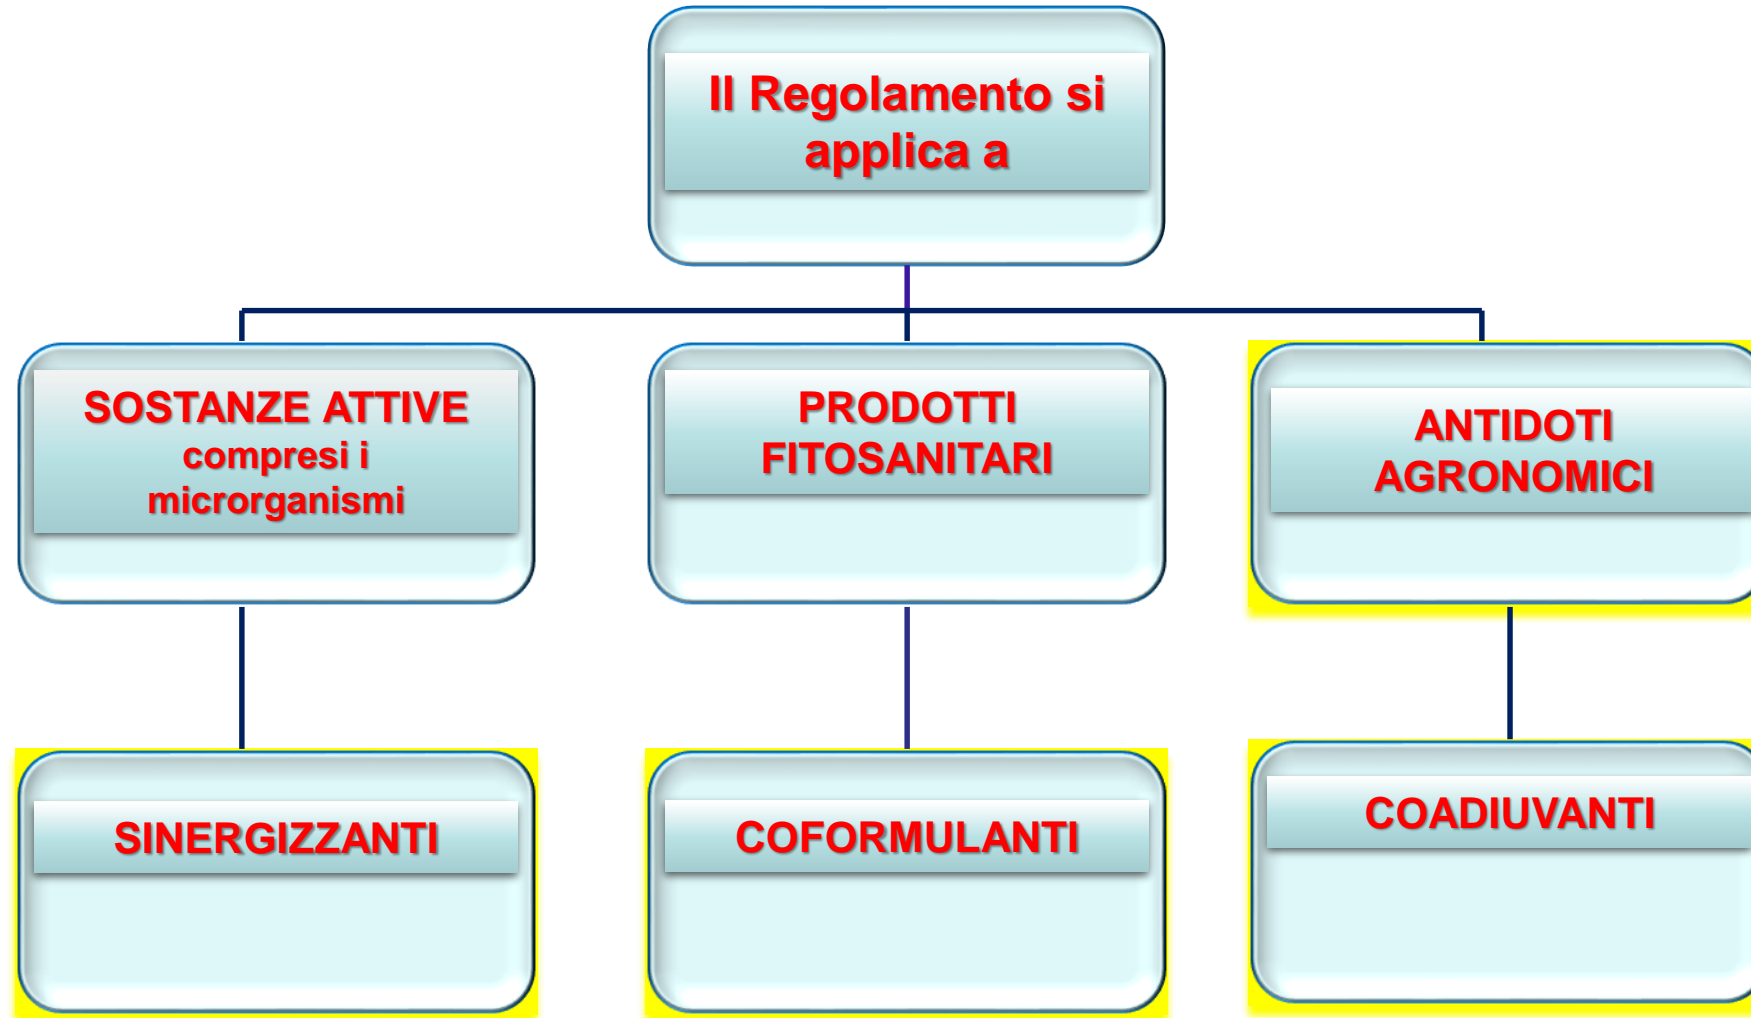 Il Regolamento si
applica a
SOSTANZE ATTIVE
compresi i
microrganismi
PRODOTTI
FITOSANITARI
ANTIDOTI
AGRONOMICI
SINERGIZZANTI
COFORMULANTI
COADIUVANTI